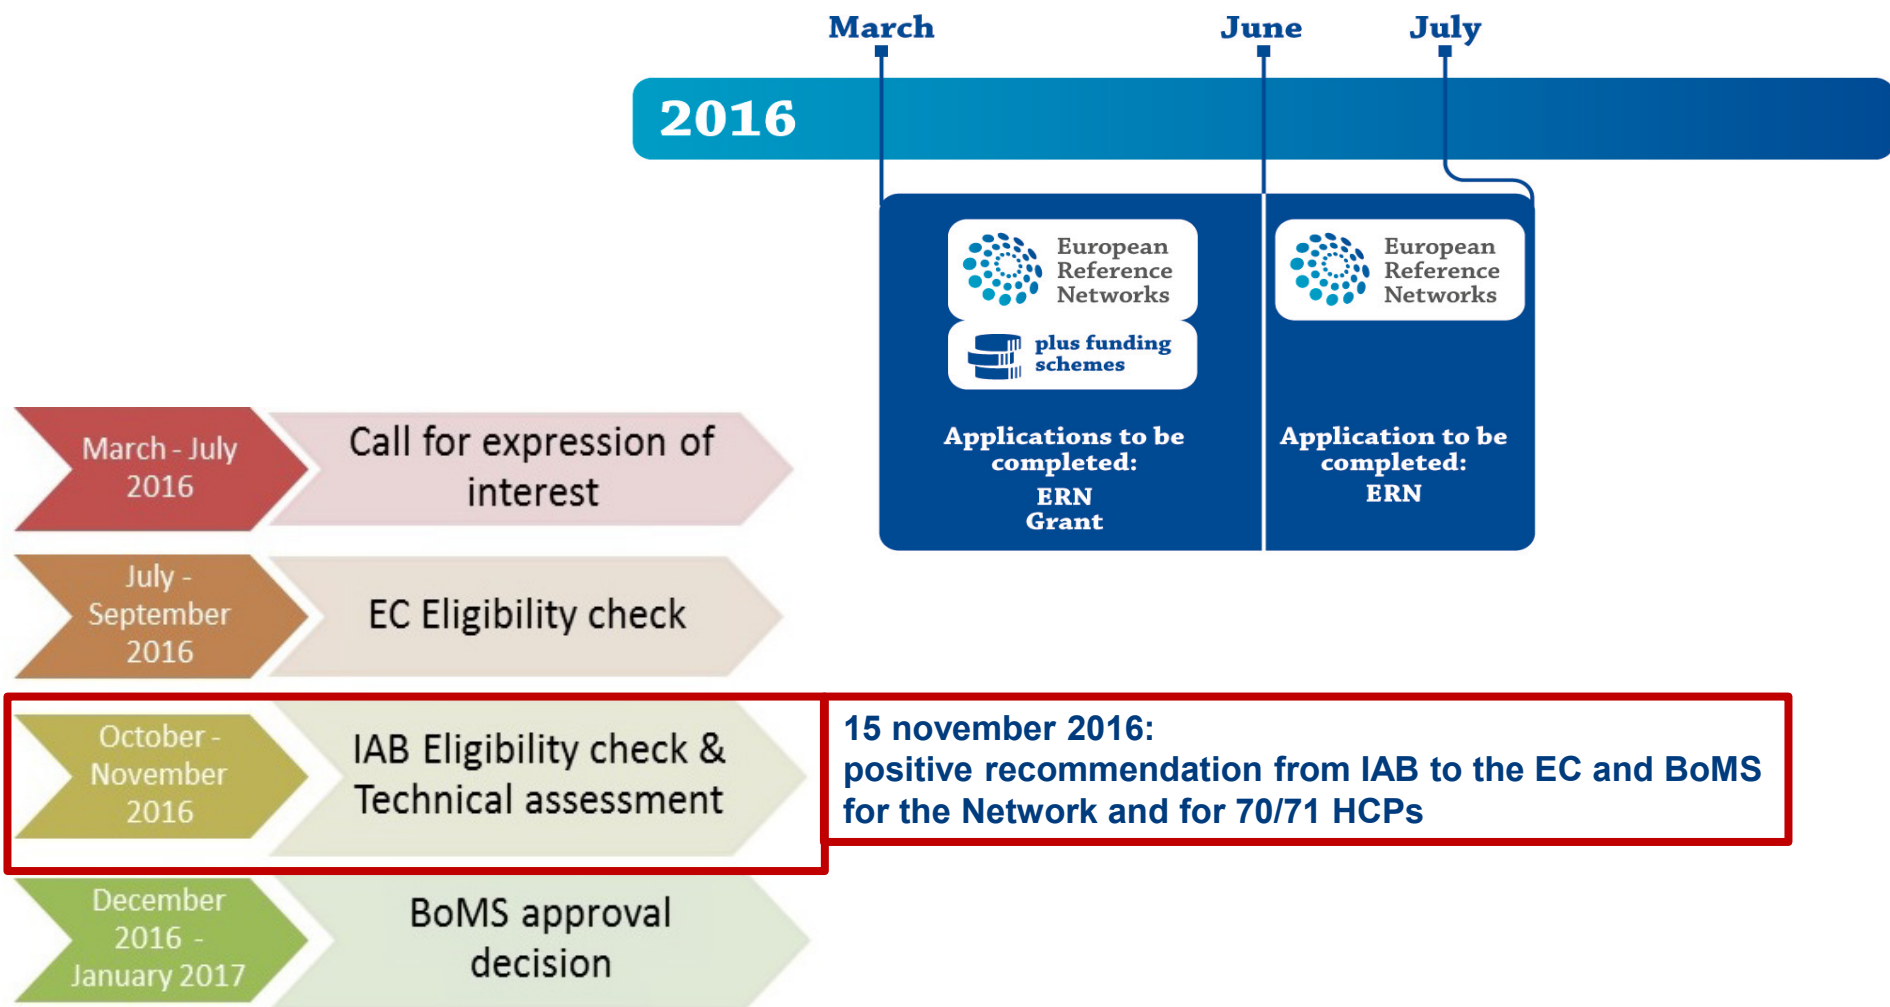 March
June
July
2016
European
Reference
Networks
plus funding
schemes
Applications to be
completed:
ERN
Grant
European
Reference
Networks
Application to be
completed:
ERN
March - July
2016
Call for expression of
interest
July -
September
2016
EC Eligibility check
October -
November
2016
IAB Eligibility check &
Technical assessment
15 november 2016:
positive recommendation from IAB to the EC and BoMS
for the Network and for 70/71 HCPs
December
2016 -
January 2017
BoMS approval
decision